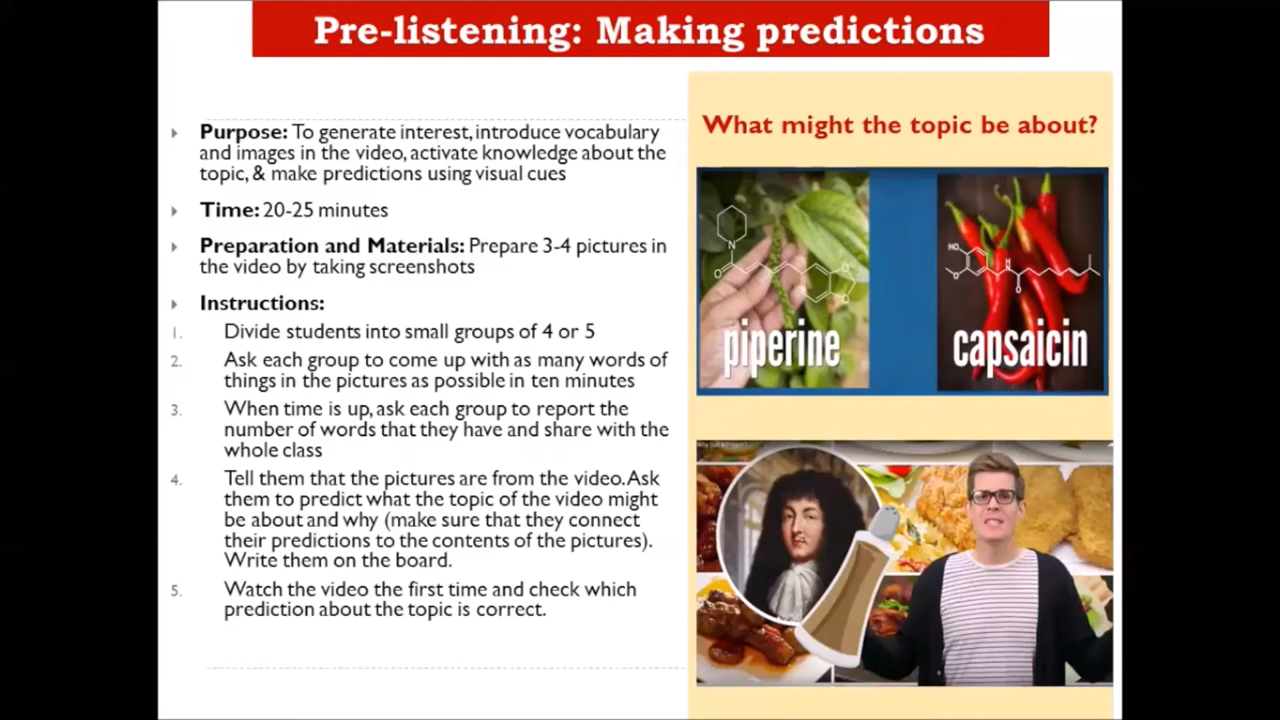 Pre-listening: Making predictions
Purpose: To generate interest, introduce vocabulary
and images in the video, activate knowledge about the
topic, & make predictions using visual cues
Time: 20-25 minutes
Preparation and Materials: Prepare 3-4 pictures in
the video by taking screenshots
Instructions:
1. Divide students into small groups of 4 or 5
2. Ask each group to come up with as many words of
things in the pictures as possible in ten minutes
3. When time is up, ask each group to report the
number of words that they have and share with the
whole class
4. Tell them that the pictures are from the video. Ask
them to predict what the topic of the video might
be about and why (make sure that they connect
their predictions to the contents of the pictures).
Write them on the board.
5. Watch the video the first time and check which
prediction about the topic is correct.
What might the topic be about?
N
O
O
O
piperine
HO
O
N
H
O
capsaicin